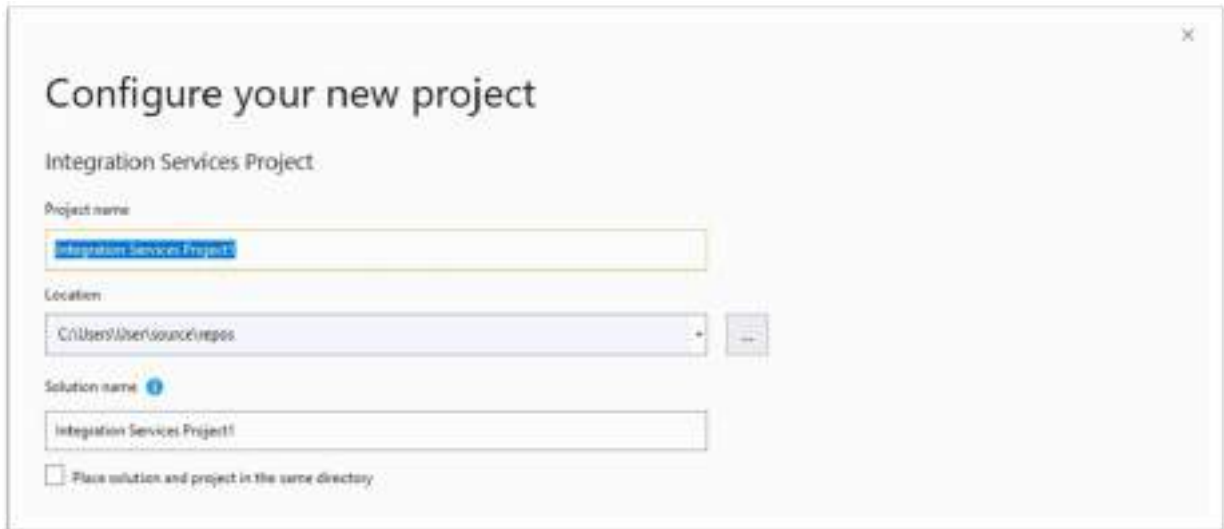 Configure your new project
Integration Services Project
Project name
Integration Services Project1
Location
C:\Users\User\source\repos
...
Solution name
Integration Services Project1
Place solution and project in the same directory